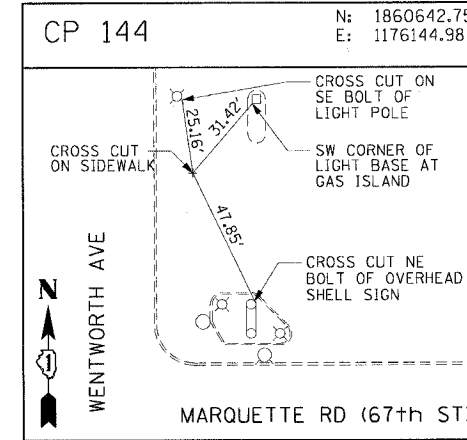 CP 144
N: 1860642.75
E: 1176144.98
CROSS CUT ON
SE BOLT OF
LIGHT POLE
25.16'
31.42'
CROSS CUT
ON SIDEWALK
SW CORNER OF
LIGHT BASE AT
GAS ISLAND
47.85'
CROSS CUT NE
BOLT OF OVERHEAD
SHELL SIGN
WENTWORTH AVE
N
1
MARQUETTE RD (67th ST